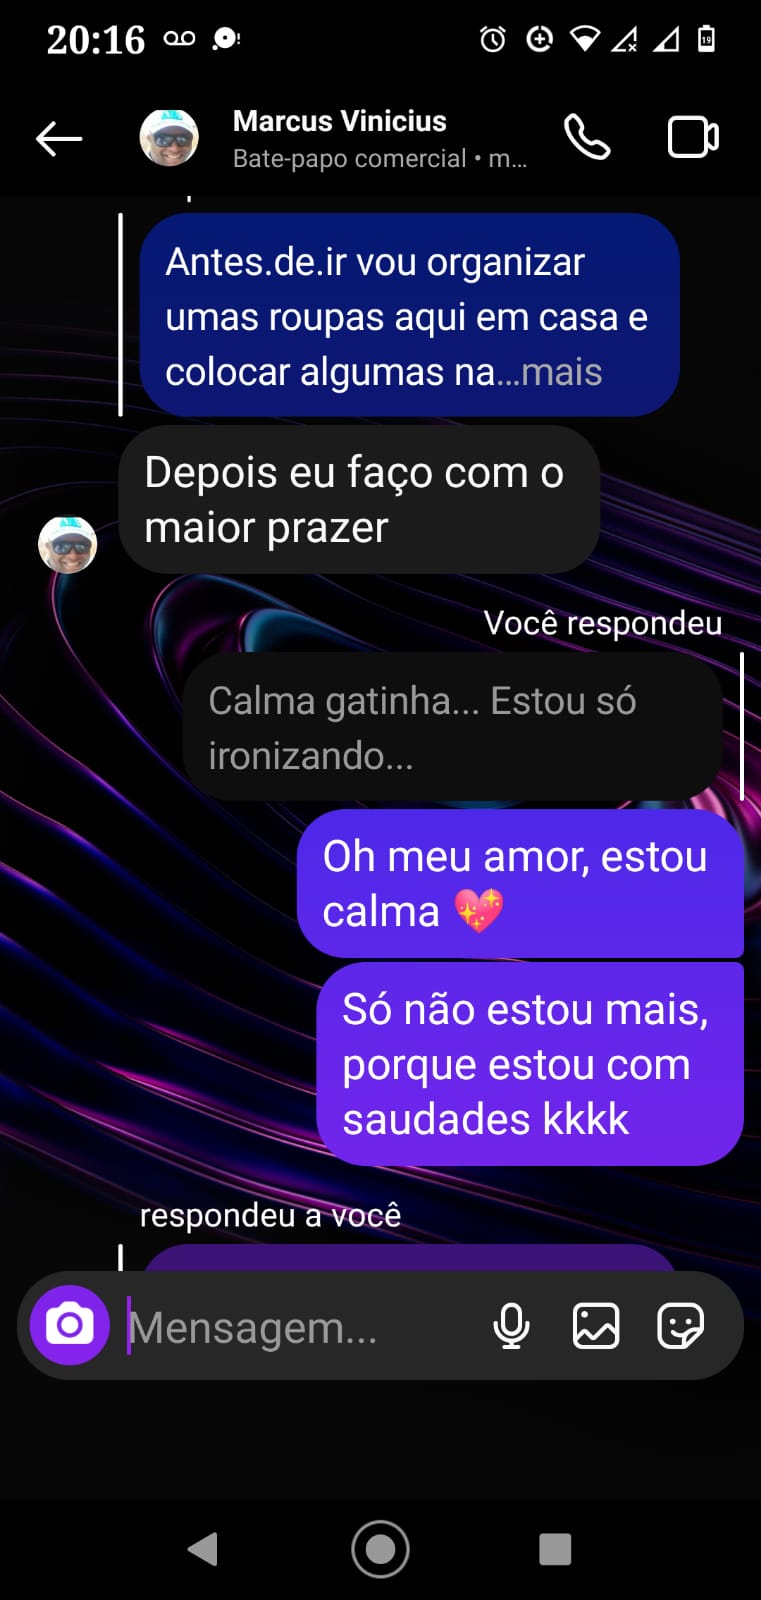 20:16
19
Marcus Vinicius
Bate-papo comercial • m...
Antes.de.ir vou organizar
umas roupas aqui em casa e
colocar algumas na...mais
Depois eu faço com o
maior prazer
Você respondeu
Calma gatinha... Estou só
ironizando...
Oh meu amor, estou
calma 💖
Só não estou mais,
porque estou com
saudades kkkk
respondeu a você
Mensagem...